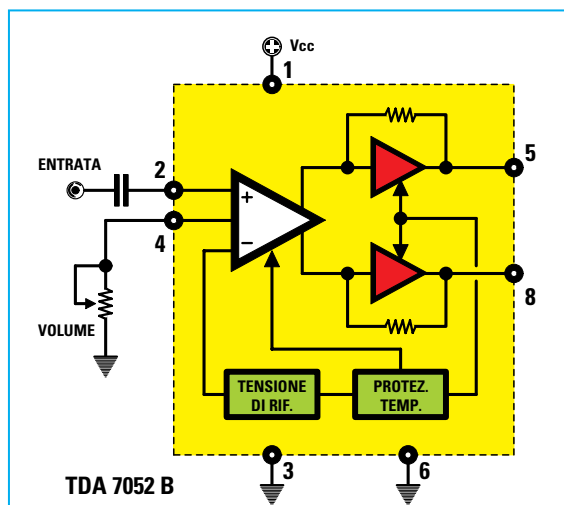 Vcc
1
ENTRATA
2
4
5
+
−
8
VOLUME
TENSIONE
DI RIF.
PROTEZ.
TEMP.
3
6
TDA 7052 B